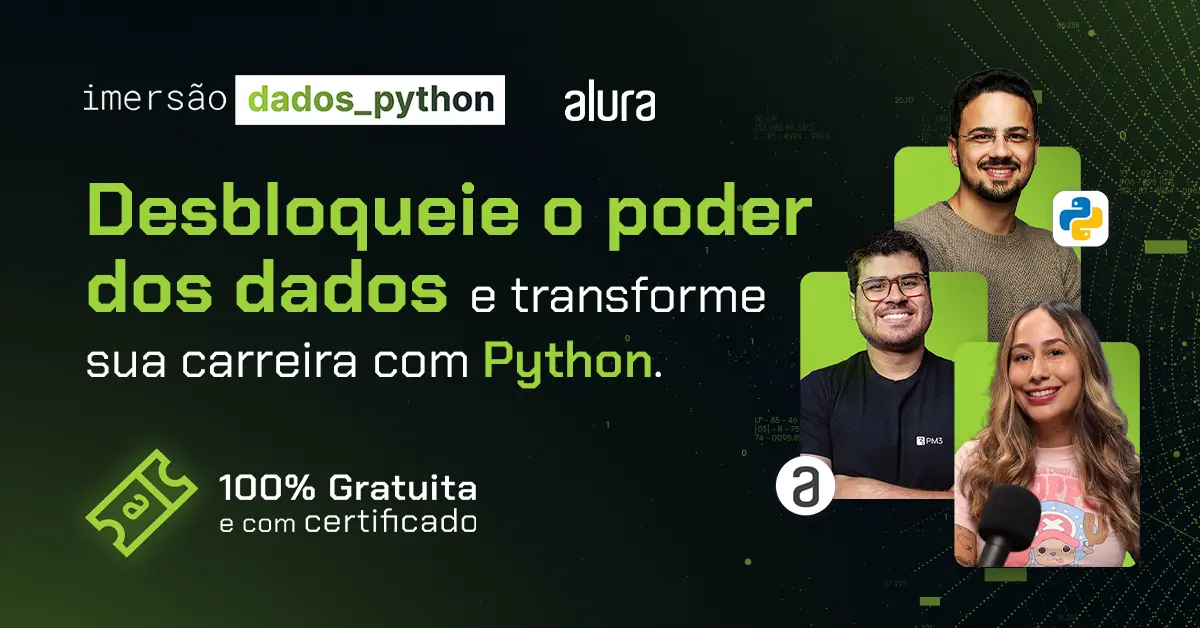 imersão dados_python
alura
Desbloqueie o poder
dos dados e transforme
sua carreira com Python.
100% Gratuita
e com certificado
PM3
a
a